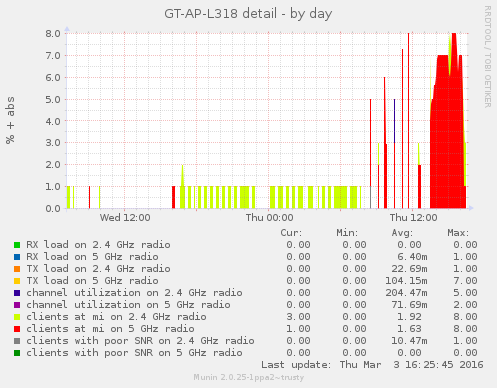 GT-AP-L318 detail - by day
RRDTOOL / TOBI OETIKER
% + abs
8.0
7.0
6.0
5.0
4.0
3.0
2.0
1.0
0.0
Wed 12:00 Thu 00:00 Thu 12:00
Cur: Min: Avg: Max:
RX load on 2.4 GHz radio 0.00 0.00 0.00 0.00
RX load on 5 GHz radio 0.00 0.00 6.40m 1.00
TX load on 2.4 GHz radio 0.00 0.00 22.69m 1.00
TX load on 5 GHz radio 0.00 0.00 104.15m 7.00
channel utilization on 2.4 GHz radio 0.00 0.00 204.47m 5.00
channel utilization on 5 GHz radio 0.00 0.00 71.69m 2.00
clients at mi on 2.4 GHz radio 3.00 0.00 1.92 8.00
clients at mi on 5 GHz radio 1.00 0.00 1.63 8.00
clients with poor SNR on 2.4 GHz radio 0.00 0.00 10.47m 1.00
clients with poor SNR on 5 GHz radio 0.00 0.00 0.00 0.00
Last update: Thu Mar 3 16:25:45 2016
Munin 2.0.25-1ppa2~trusty